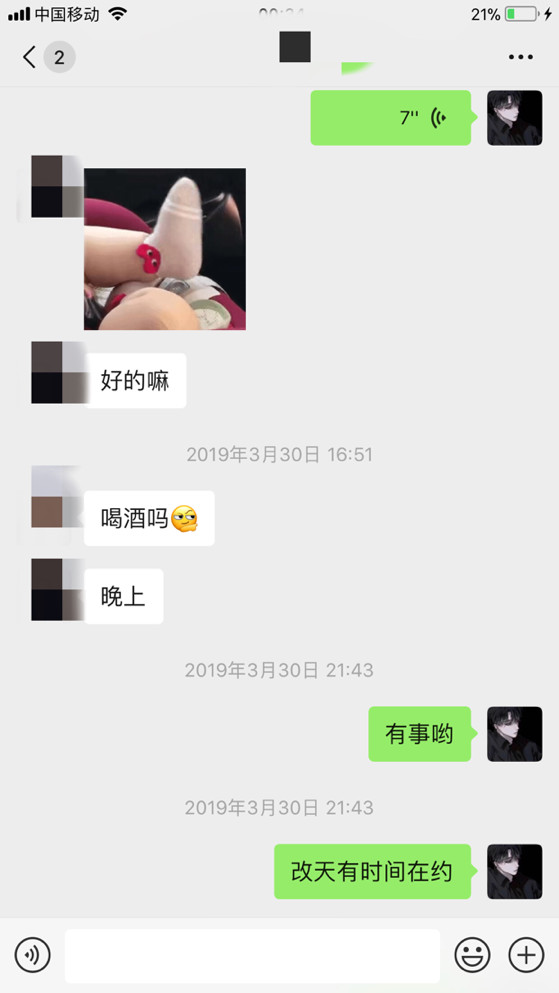 中国移动
21%
2
7''
好的嘛
2019年3月30日 16:51
喝酒吗
晚上
2019年3月30日 21:43
有事哟
2019年3月30日 21:43
改天有时间在约